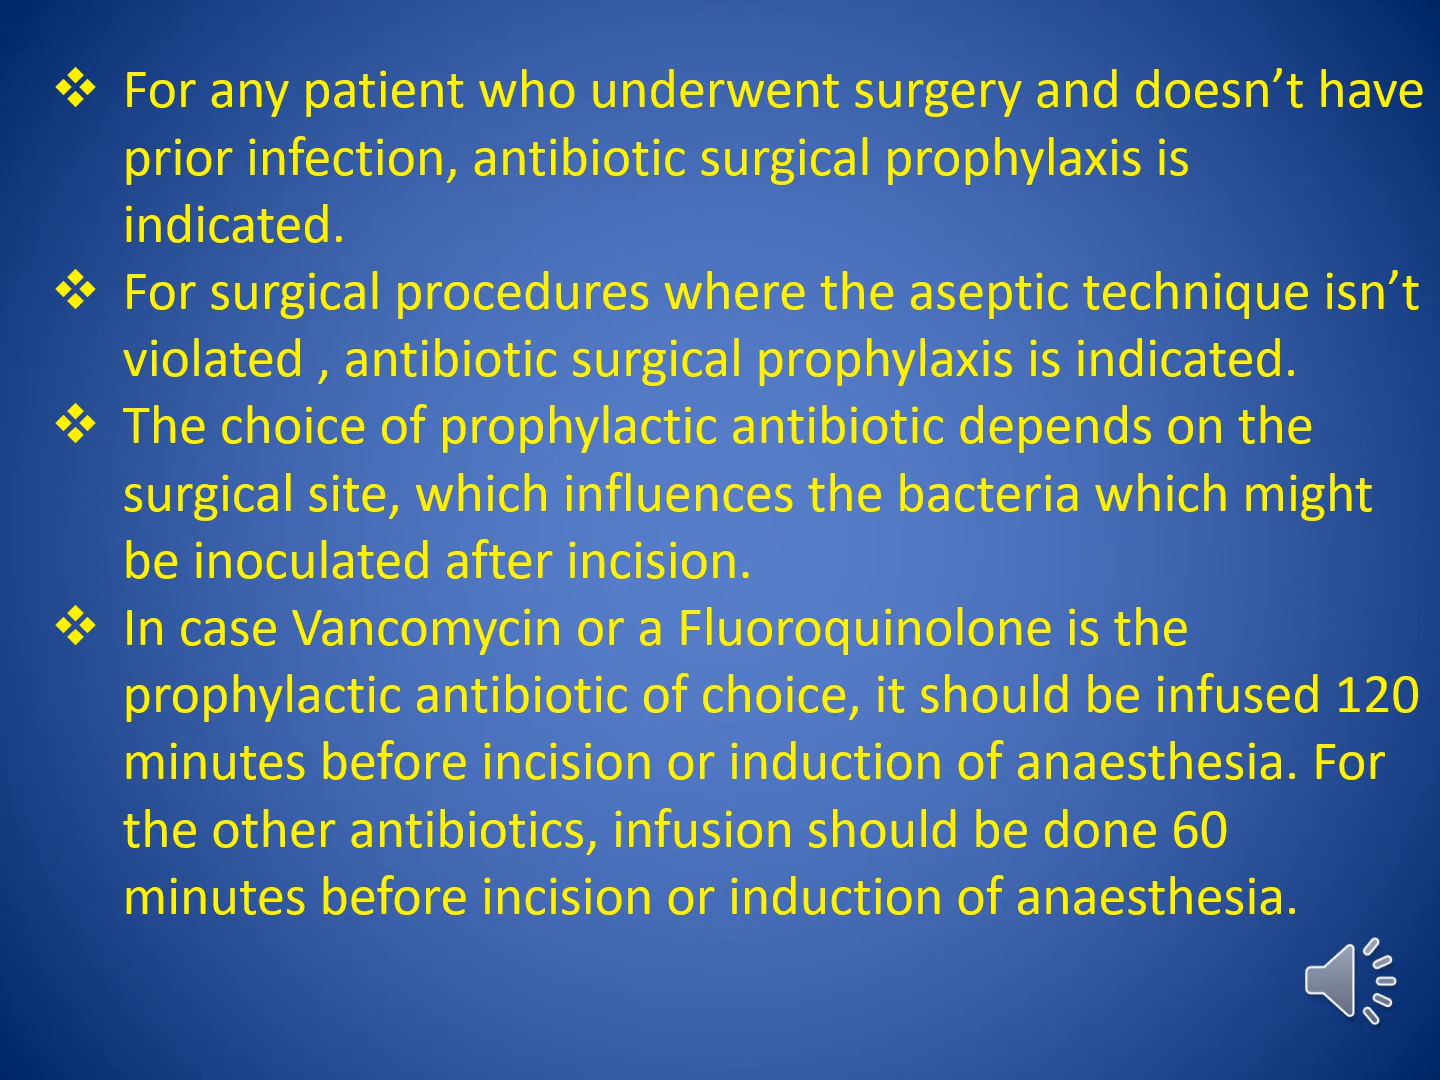 ❖ For any patient who underwent surgery and doesn’t have
prior infection, antibiotic surgical prophylaxis is
indicated.
❖ For surgical procedures where the aseptic technique isn’t
violated , antibiotic surgical prophylaxis is indicated.
❖ The choice of prophylactic antibiotic depends on the
surgical site, which influences the bacteria which might
be inoculated after incision.
❖ In case Vancomycin or a Fluoroquinolone is the
prophylactic antibiotic of choice, it should be infused 120
minutes before incision or induction of anaesthesia. For
the other antibiotics, infusion should be done 60
minutes before incision or induction of anaesthesia.